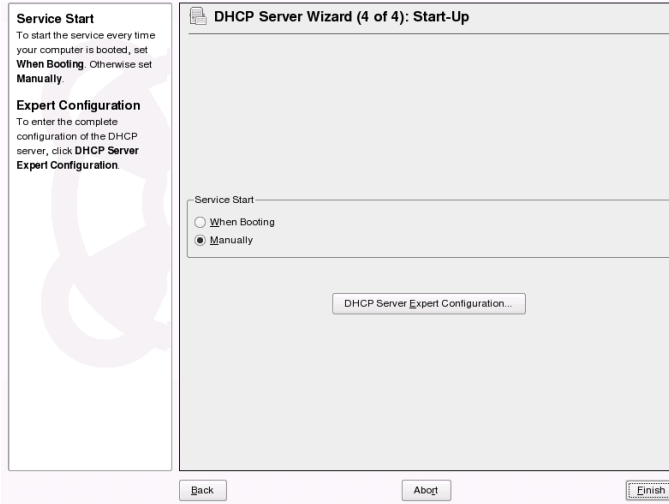 Service Start
To start the service every time
your computer is booted, set
When Booting. Otherwise set
Manually.
Expert Configuration
To enter the complete
configuration of the DHCP
server, click DHCP Server
Expert Configuration.
DHCP Server Wizard (4 of 4): Start-Up
Service Start
When Booting
Manually
DHCP Server Expert Configuration...
Back
Abort
Finish